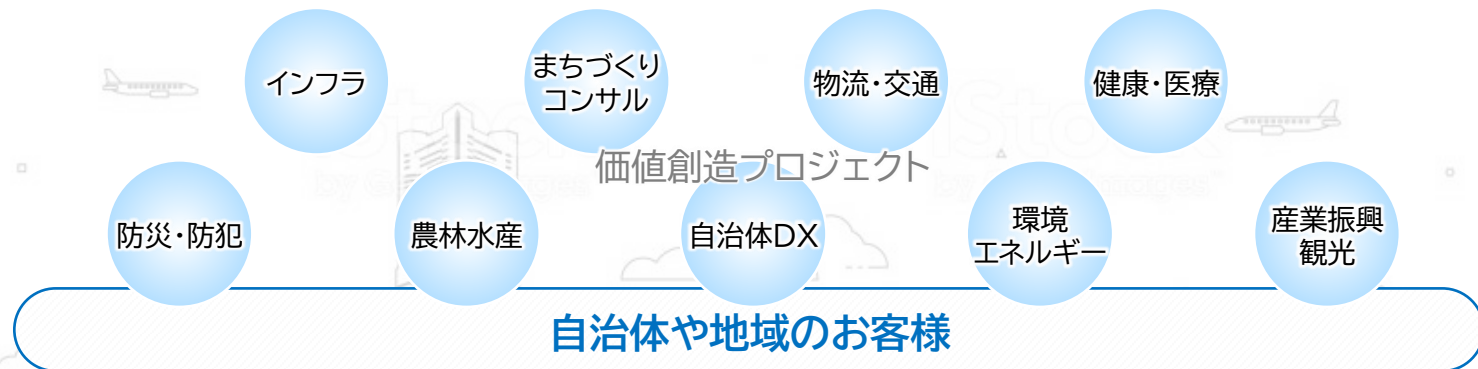 インフラ
まちづくり
コンサル
物流・交通
健康・医療
価値創造プロジェクト
防災・防犯
農林水産
自治体DX
環境
エネルギー
産業振興
観光
自治体や地域のお客様